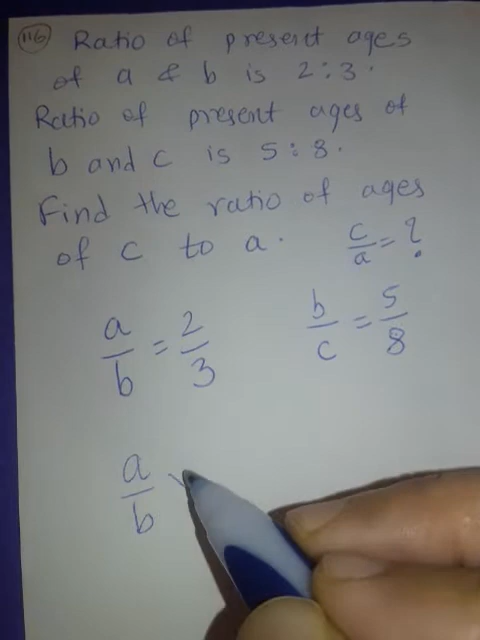 116 Ratio of present ages
of a & b is 2:3.
Ratio of present ages of
b and c is 5:8.
Find the ratio of ages
of c to a. c/a = ?
a/b = 2/3 b/c = 5/8
a/b